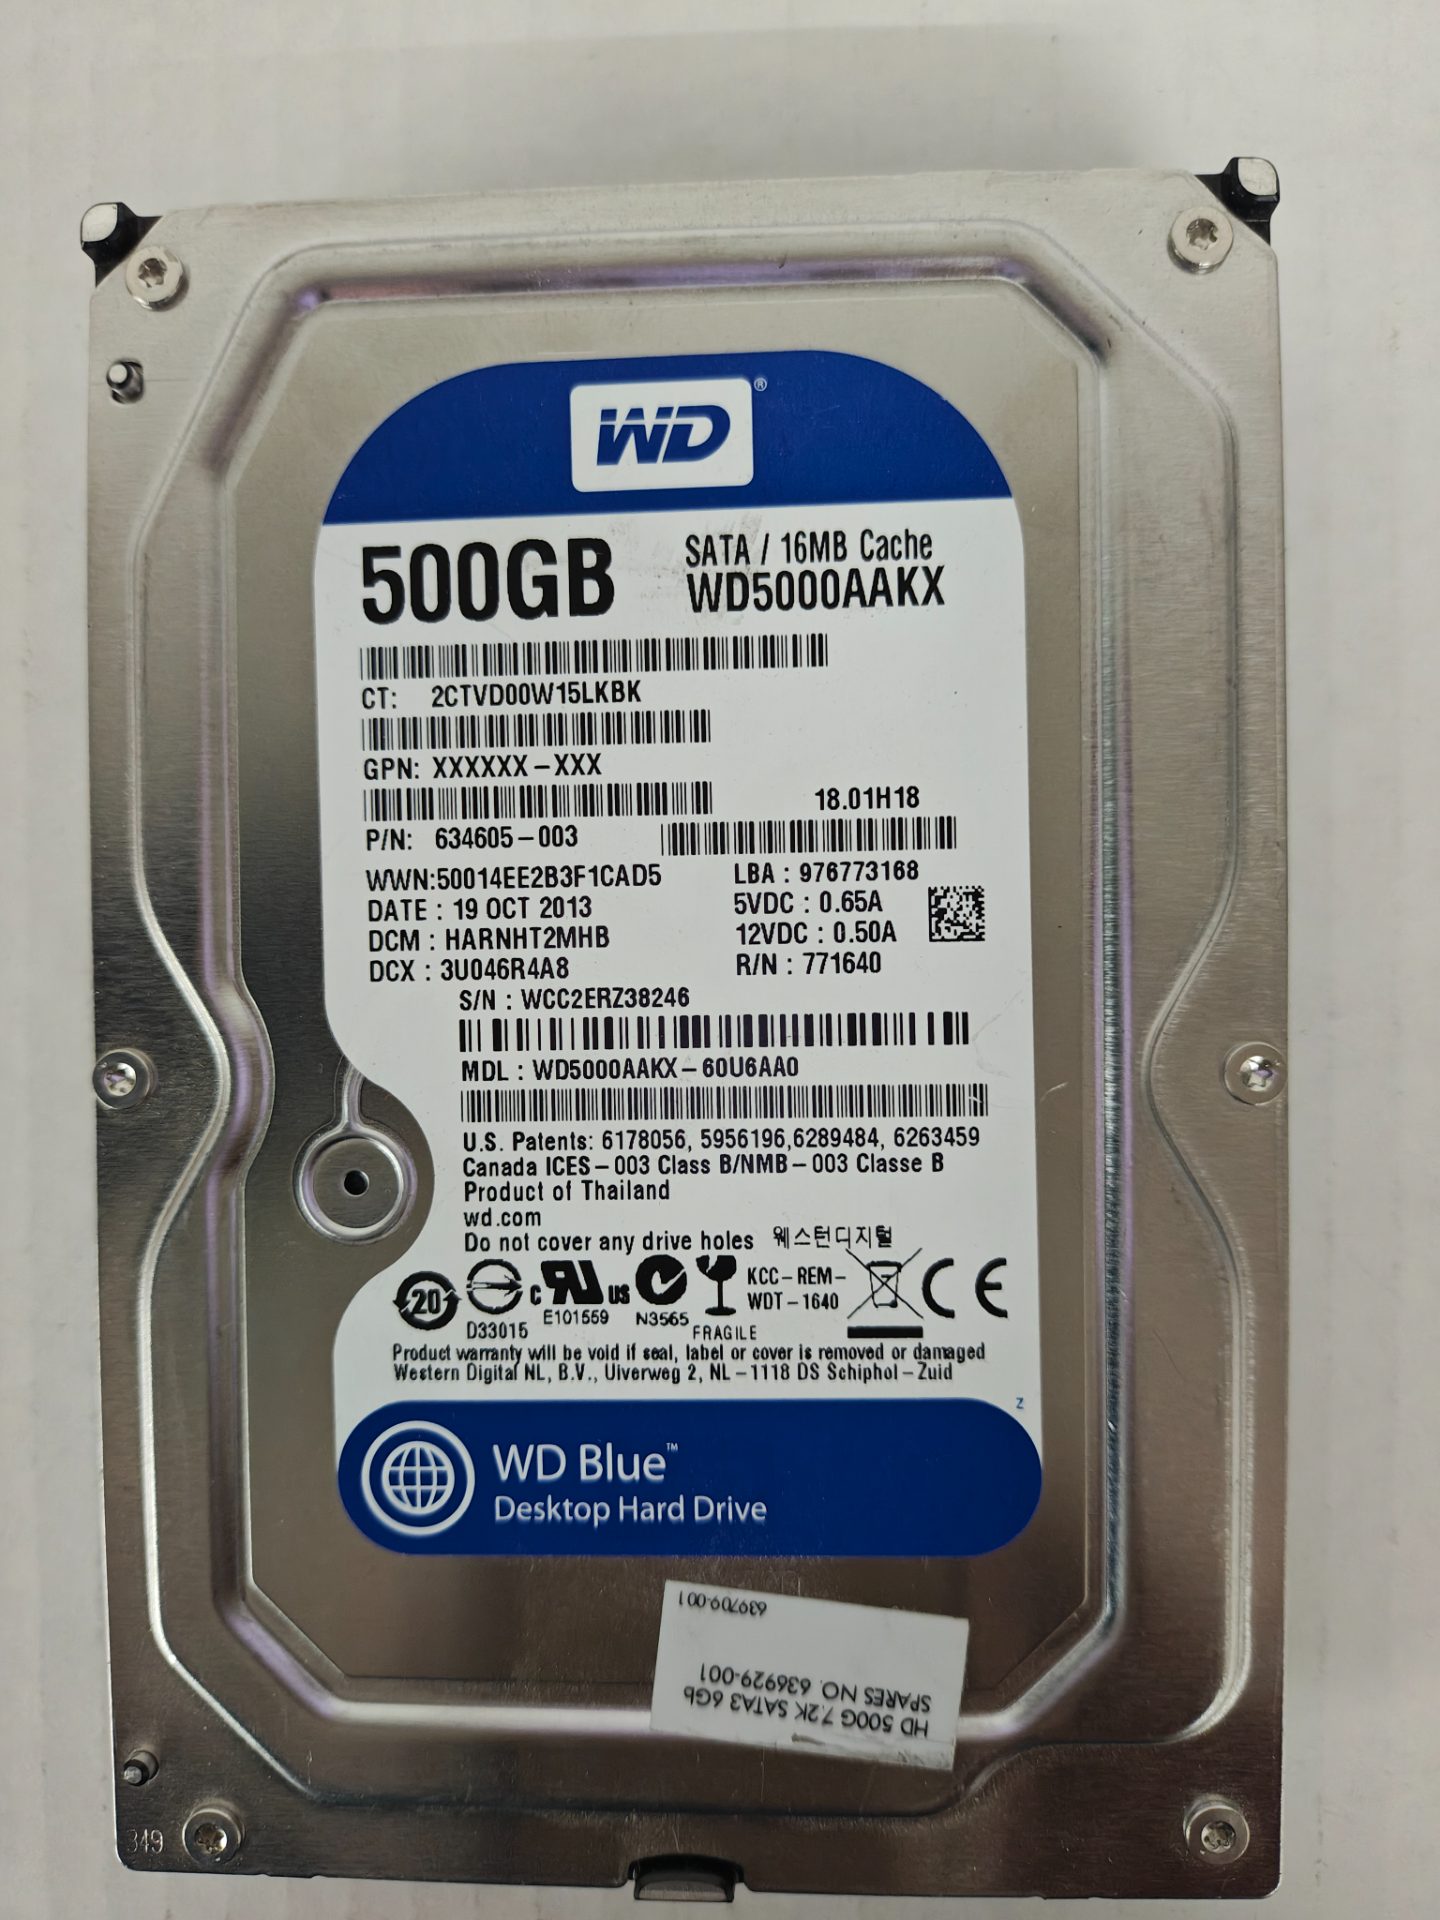 WD®
500GB
SATA / 16MB Cache
WD5000AAKX
CT: 2CTVD00W15LKBK
GPN: XXXXXX-XXX
18.01H18
P/N: 634605-003
WWN:50014EE2B3F1CAD5
LBA : 976773168
DATE : 19 OCT 2013
5VDC : 0.65A
DCM : HARNHT2MHB
12VDC : 0.50A
DCX : 3U046R4A8
R/N : 771640
S/N : WCC2ERZ38246
MDL : WD5000AAKX-60U6AA0
U.S. Patents: 6178056, 5956196,6289484, 6263459
Canada ICES-003 Class B/NMB-003 Classe B
Product of Thailand
wd.com
Do not cover any drive holes 웨스턴디지털
20
D33015
c RU us
E101559
N3565
FRAGILE
KCC-REM-
WDT-1640
CE
Product warranty will be void if seal, label or cover is removed or damaged
Western Digital NL, B.V., Ulverweg 2, NL-1118 DS Schiphol-Zuid
Z
WD Blue™
Desktop Hard Drive
HD 500G 7.2K SATA3 6Gb
SPARES NO. 636929-001
639709-001
349